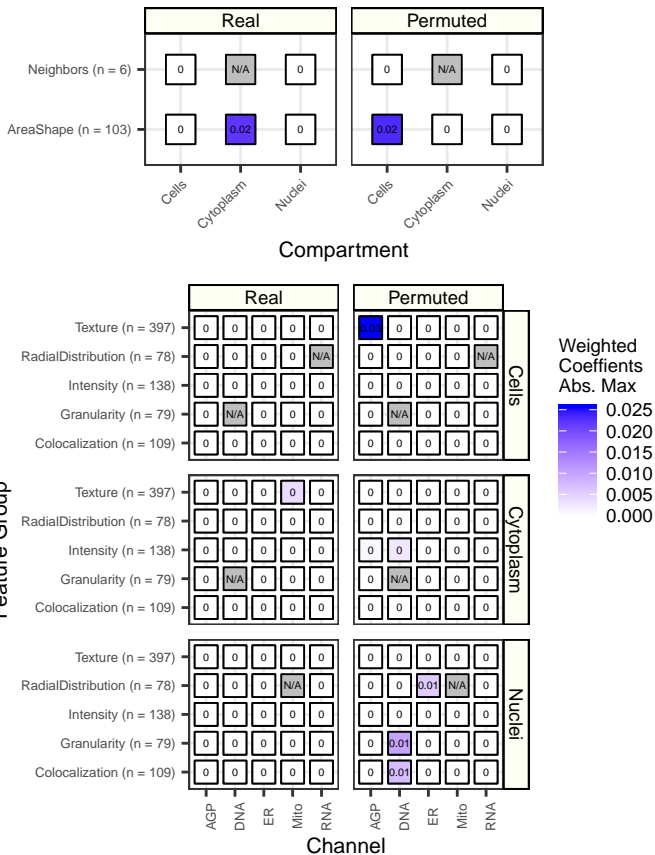 Real Permuted
Neighbors (n = 6) 0 N/A 0 0 N/A 0
AreaShape (n = 103) 0 0.02 0 0.02 0 0
Cells Cytoplasm Nuclei Cells Cytoplasm Nuclei
Compartment
Real Permuted
Texture (n = 397) 0 0 0 0 0 0.03 0 0 0 0
RadialDistribution (n = 78) 0 0 0 0 N/A 0 0 0 0 N/A
Intensity (n = 138) 0 0 0 0 0 0 0 0 0 0
Granularity (n = 79) 0 N/A 0 0 0 0 N/A 0 0 0
Colocalization (n = 109) 0 0 0 0 0 0 0 0 0 0
Cells
Texture (n = 397) 0 0 0 0 0 0 0 0 0 0
RadialDistribution (n = 78) 0 0 0 0 0 0 0 0 0 0
Intensity (n = 138) 0 0 0 0 0 0 0 0 0 0
Granularity (n = 79) 0 N/A 0 0 0 0 N/A 0 0 0
Colocalization (n = 109) 0 0 0 0 0 0 0 0 0 0
Cytoplasm
Texture (n = 397) 0 0 0 0 0 0 0 0 0 0
RadialDistribution (n = 78) 0 0 0 N/A 0 0 0 0.01 N/A 0
Intensity (n = 138) 0 0 0 0 0 0 0 0 0 0
Granularity (n = 79) 0 0 0 0 0 0 0.01 0 0 0
Colocalization (n = 109) 0 0 0 0 0 0 0.01 0 0 0
Nuclei
AGP DNA ER Mito RNA AGP DNA ER Mito RNA
Channel
Feature Group
Weighted
Coeffients
Abs. Max
0.025
0.020
0.015
0.010
0.005
0.000